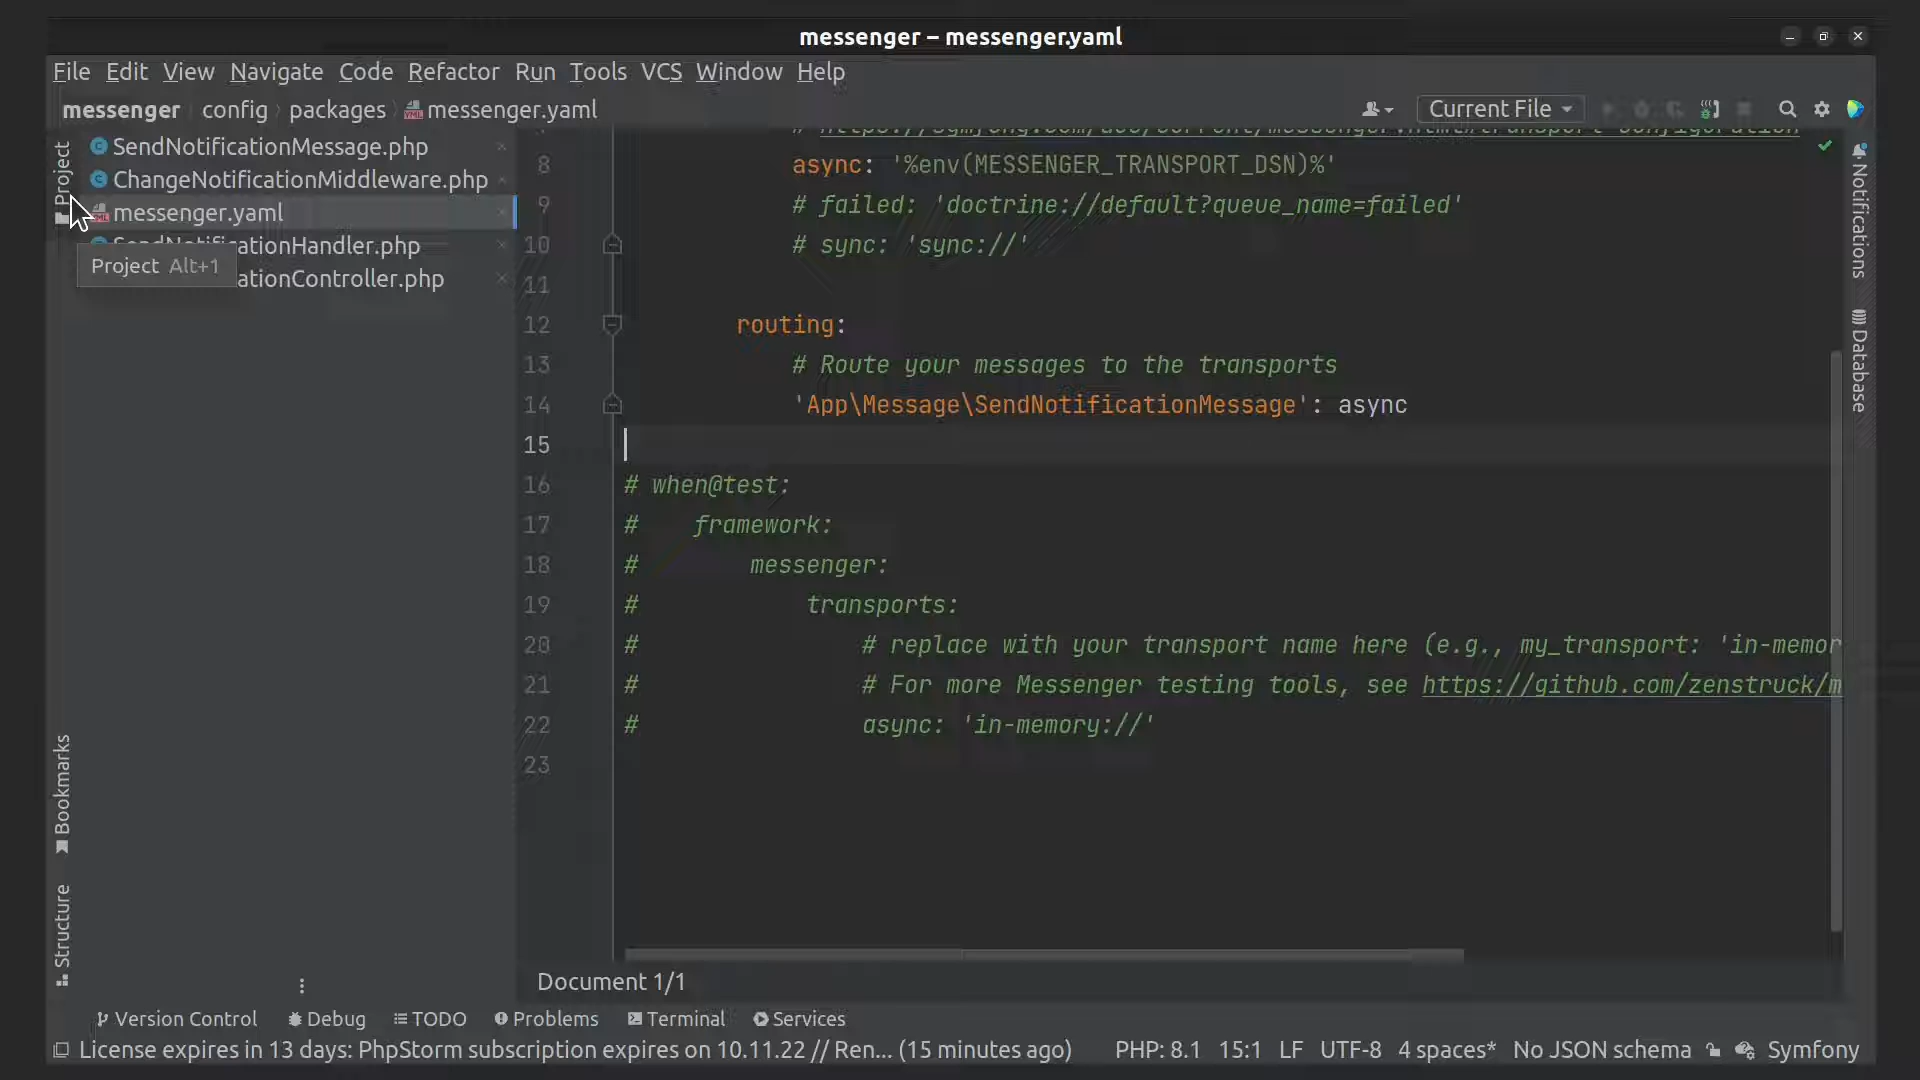 messenger – messenger.yaml
File Edit View Navigate Code Refactor Run Tools VCS Window Help
messenger config packages messenger.yaml
Current File
Project
SendNotificationMessage.php
ChangeNotificationMiddleware.php
messenger.yaml
SendNotificationHandler.php
Project Alt+1
ationController.php
8 async: '%env(MESSENGER_TRANSPORT_DSN)%'
9 # failed: 'doctrine://default?queue_name=failed'
10 # sync: 'sync://'
11
12 routing:
13 # Route your messages to the transports
14 'App\Message\SendNotificationMessage': async
15
16 # when@test:
17 # framework:
18 # messenger:
19 # transports:
20 # # replace with your transport name here (e.g., my_transport: 'in-memor
21 # # For more Messenger testing tools, see https://github.com/zenstruck/m
22 # async: 'in-memory://'
23
Notifications
Database
Bookmarks
Structure
Document 1/1
Version Control Debug TODO Problems Terminal Services
License expires in 13 days: PhpStorm subscription expires on 10.11.22 // Ren... (15 minutes ago) PHP: 8.1 15:1 LF UTF-8 4 spaces* No JSON schema Symfony